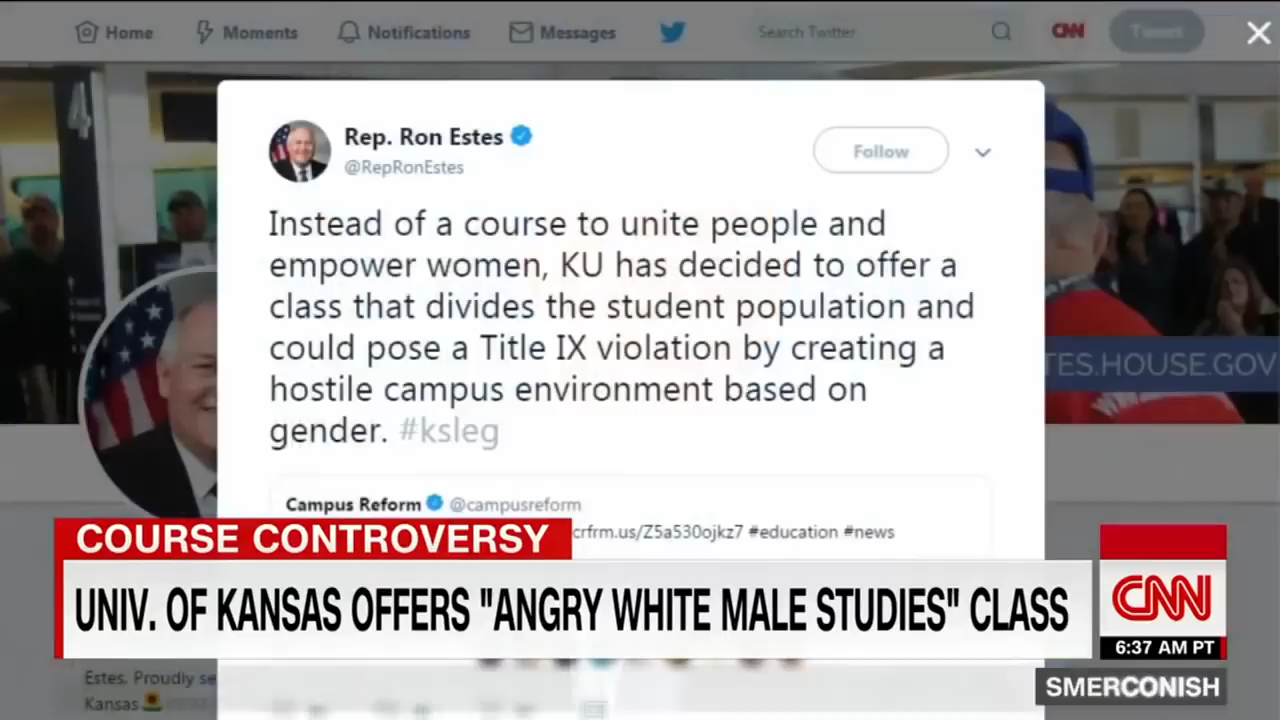 Home Moments Notifications Messages Search Twitter CNN Tweet
4
Rep. Ron Estes
@RepRonEstes
Follow
Instead of a course to unite people and
empower women, KU has decided to offer a
class that divides the student population and
could pose a Title IX violation by creating a
hostile campus environment based on
gender. #ksleg
TES.HOUSE.GOV
Campus Reform @campusreform
crfrm.us/Z5a530ojkz7 #education #news
COURSE CONTROVERSY
UNIV. OF KANSAS OFFERS "ANGRY WHITE MALE STUDIES" CLASS
CNN
6:37 AM PT
SMERCONISH
Estes. Proudly se
Kansas